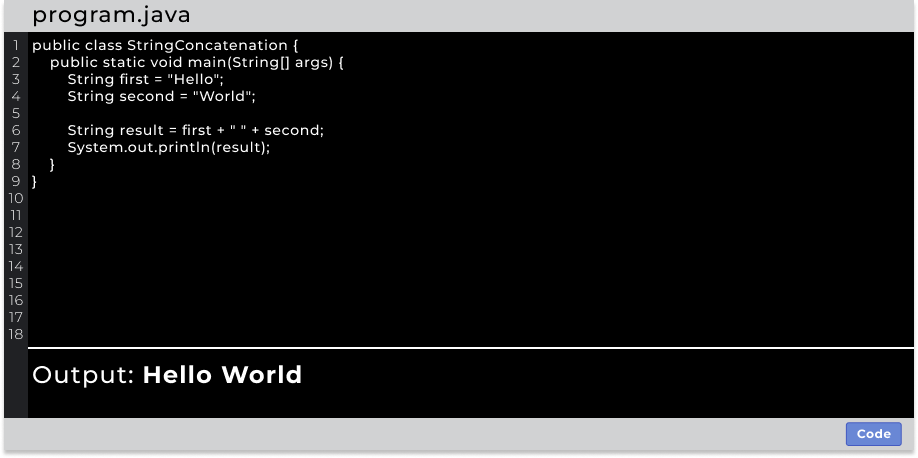 program.java
1 public class StringConcatenation {
2 public static void main(String[] args) {
3 String first = "Hello";
4 String second = "World";
5
6 String result = first + " " + second;
7 System.out.println(result);
8 }
9 }
10
11
12
13
14
15
16
17
18
Output: Hello World
Code